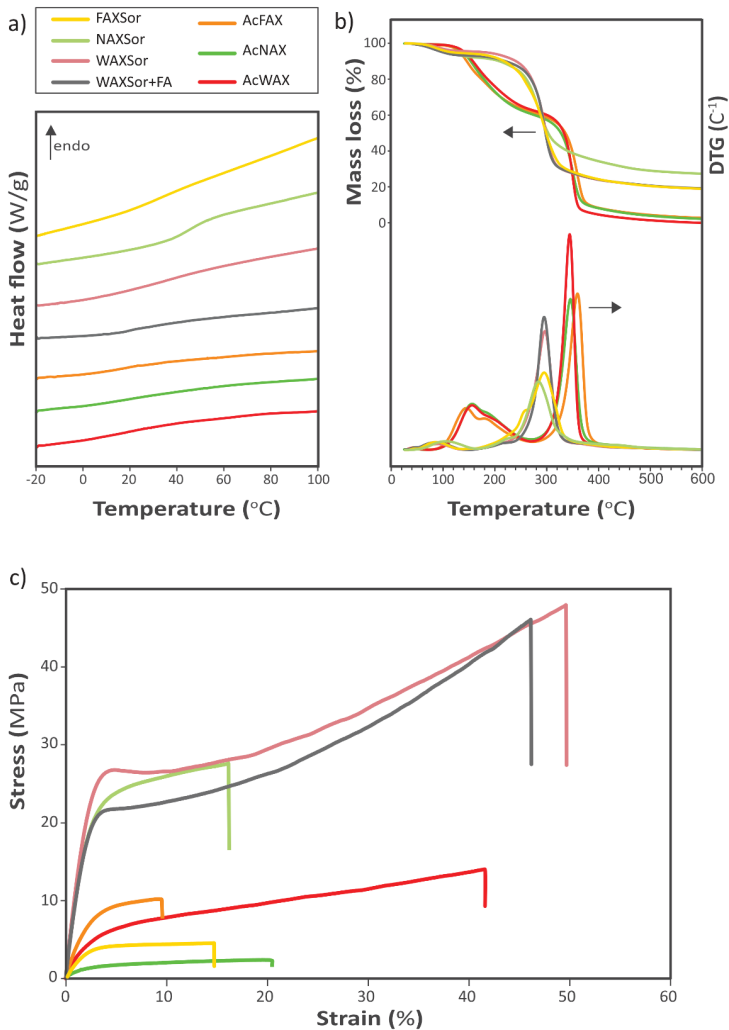 a)
FAXSor
NAXSor
WAXSor
WAXSor+FA
AcFAX
AcNAX
AcWAX
endo
Heat flow (W/g)
-20 0 20 40 60 80 100
Temperature (°C)
b)
100
80
60
40
20
0
Mass loss (%)
DTG (C⁻¹)
0 100 200 300 400 500 600
Temperature (°C)
c)
50
40
30
20
10
0
Stress (MPa)
0 10 20 30 40 50 60
Strain (%)